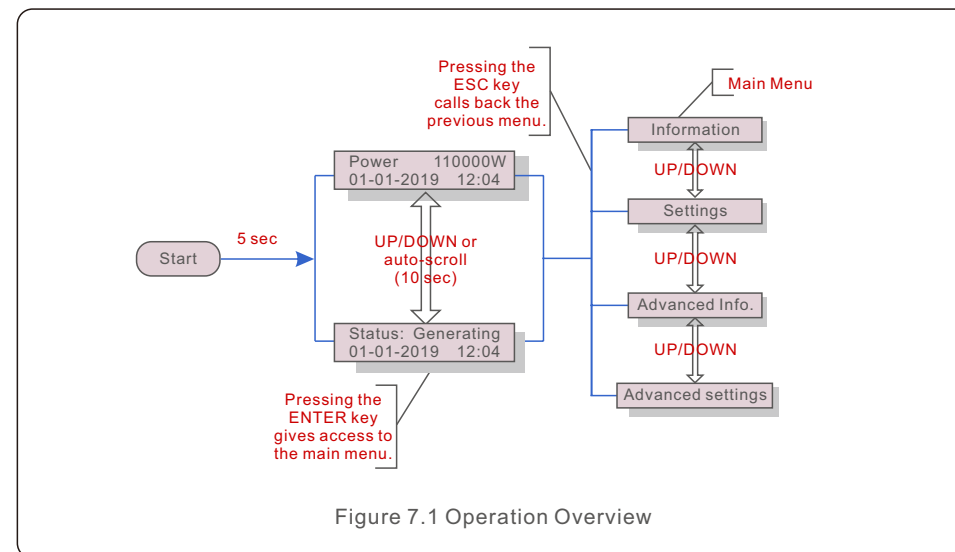 Start
5 sec
Power 110000W
01-01-2019 12:04
UP/DOWN or
auto-scroll
(10 sec)
Status: Generating
01-01-2019 12:04
Pressing the
ENTER key
gives access to
the main menu.
Pressing the
ESC key
calls back the
previous menu.
Main Menu
Information
UP/DOWN
Settings
UP/DOWN
Advanced Info.
UP/DOWN
Advanced settings
Figure 7.1 Operation Overview